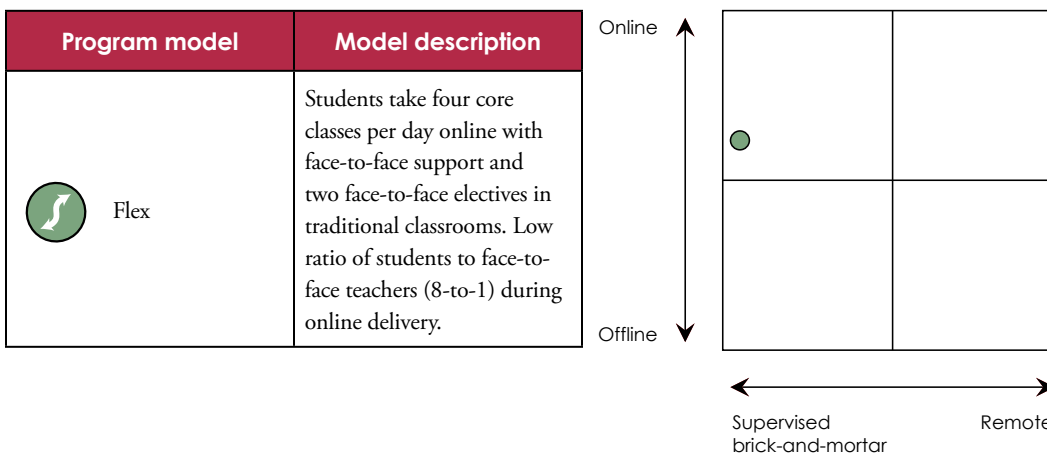 Program model
Model description
Flex
Students take four core
classes per day online with
face-to-face support and
two face-to-face electives in
traditional classrooms. Low
ratio of students to face-to-
face teachers (8-to-1) during
online delivery.
Online
Offline
Supervised
brick-and-mortar
Remote